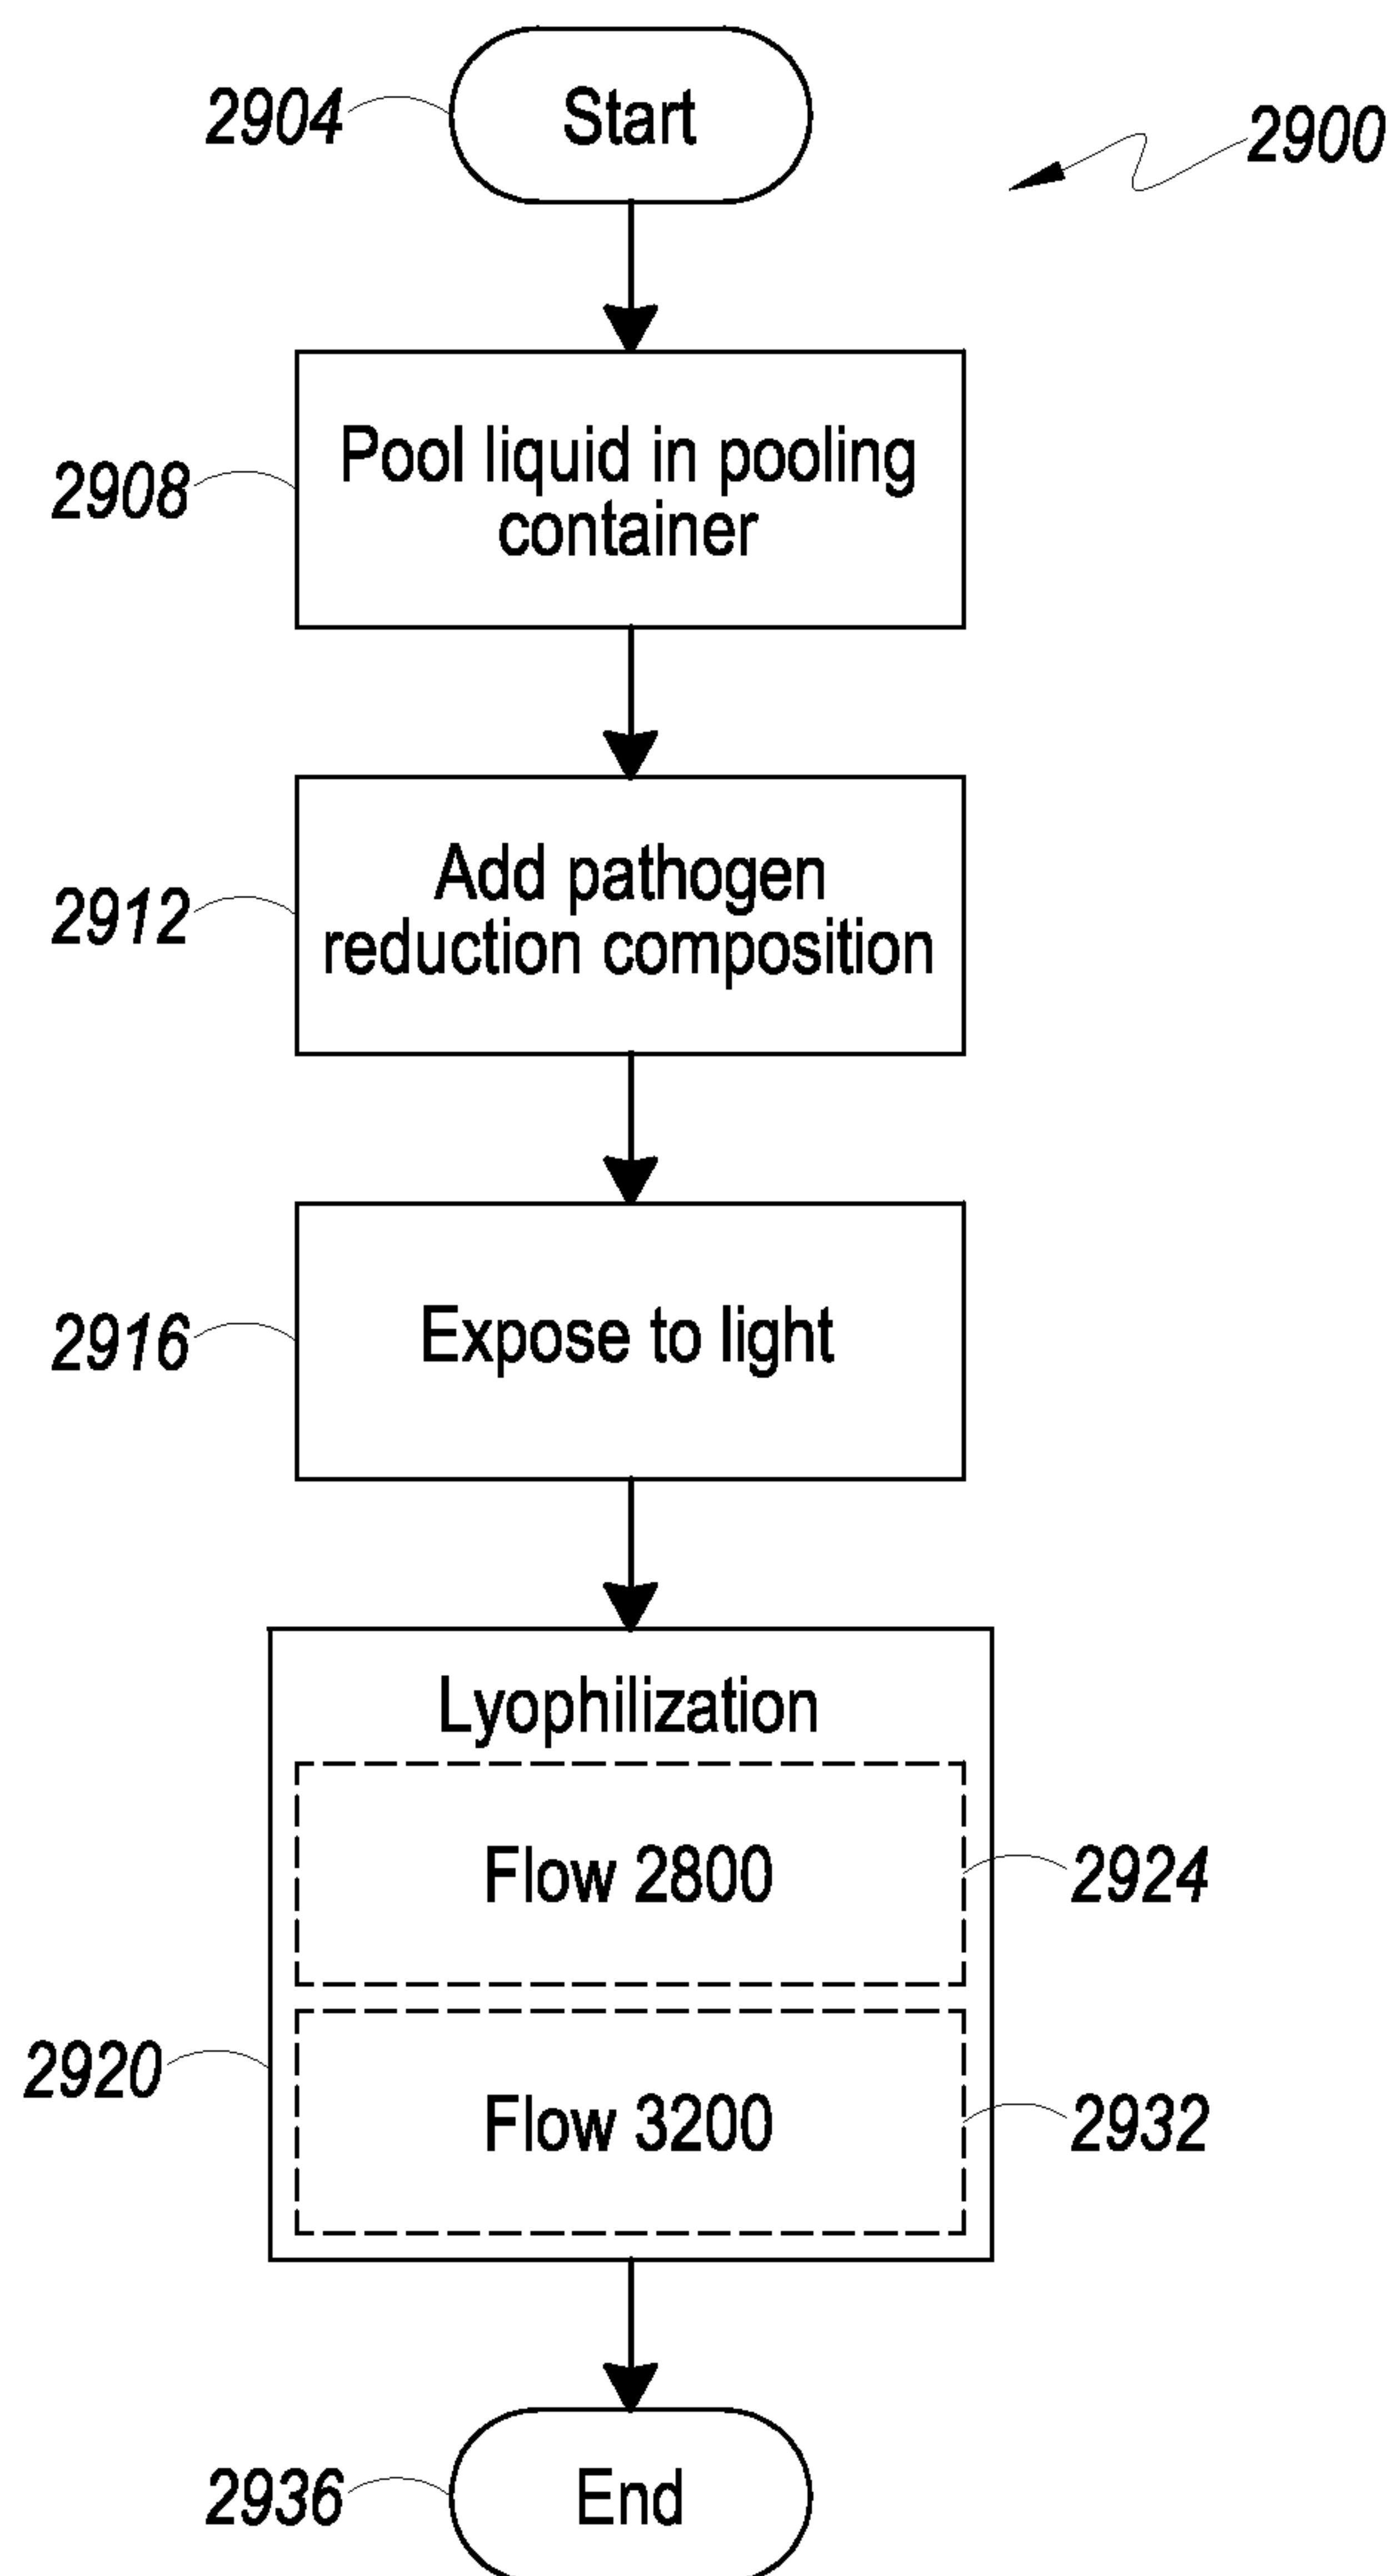 2904
Start
2900
2908
Pool liquid in pooling
container
2912
Add pathogen
reduction composition
2916
Expose to light
Lyophilization
Flow 2800
2924
2920
Flow 3200
2932
2936
End